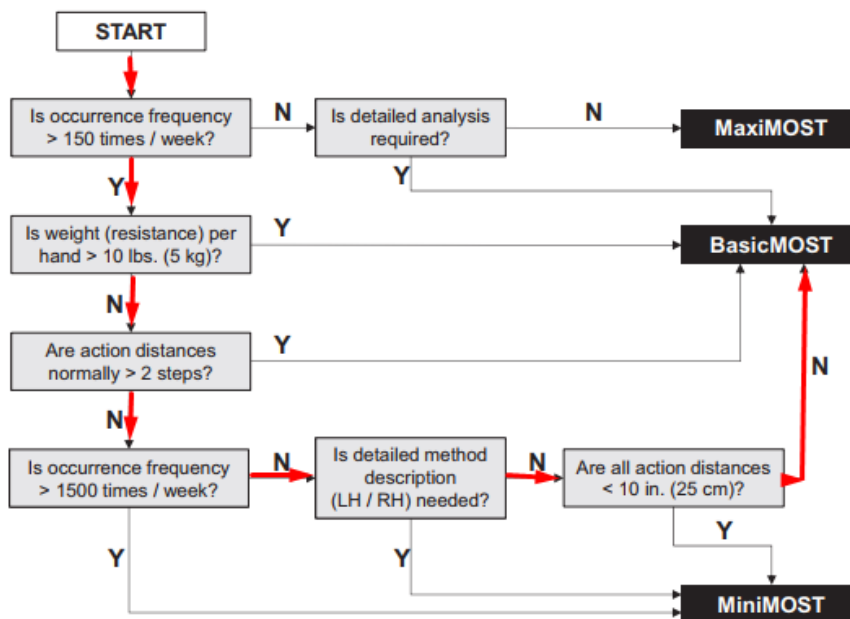 START
Is occurrence frequency
> 150 times / week?
N
Is detailed analysis
required?
N
MaxiMOST
Y
Y
Is weight (resistance) per
hand > 10 lbs. (5 kg)?
Y
BasicMOST
N
Are action distances
normally > 2 steps?
Y
N
N
Is occurrence frequency
> 1500 times / week?
N
Is detailed method
description
(LH / RH) needed?
N
Are all action distances
< 10 in. (25 cm)?
Y
Y
Y
MiniMOST